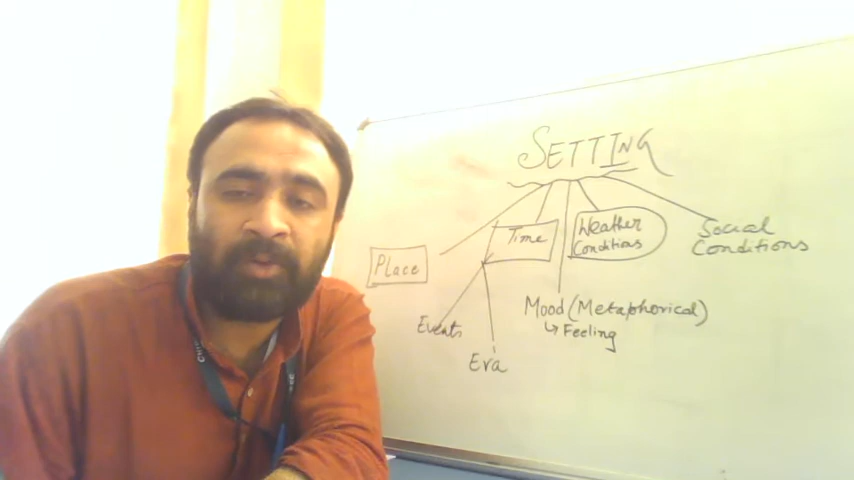 SETTING
Place
Time
Weather
Conditions
Social
Conditions
Mood (Metaphorical)
↳ Feeling
Events
Era